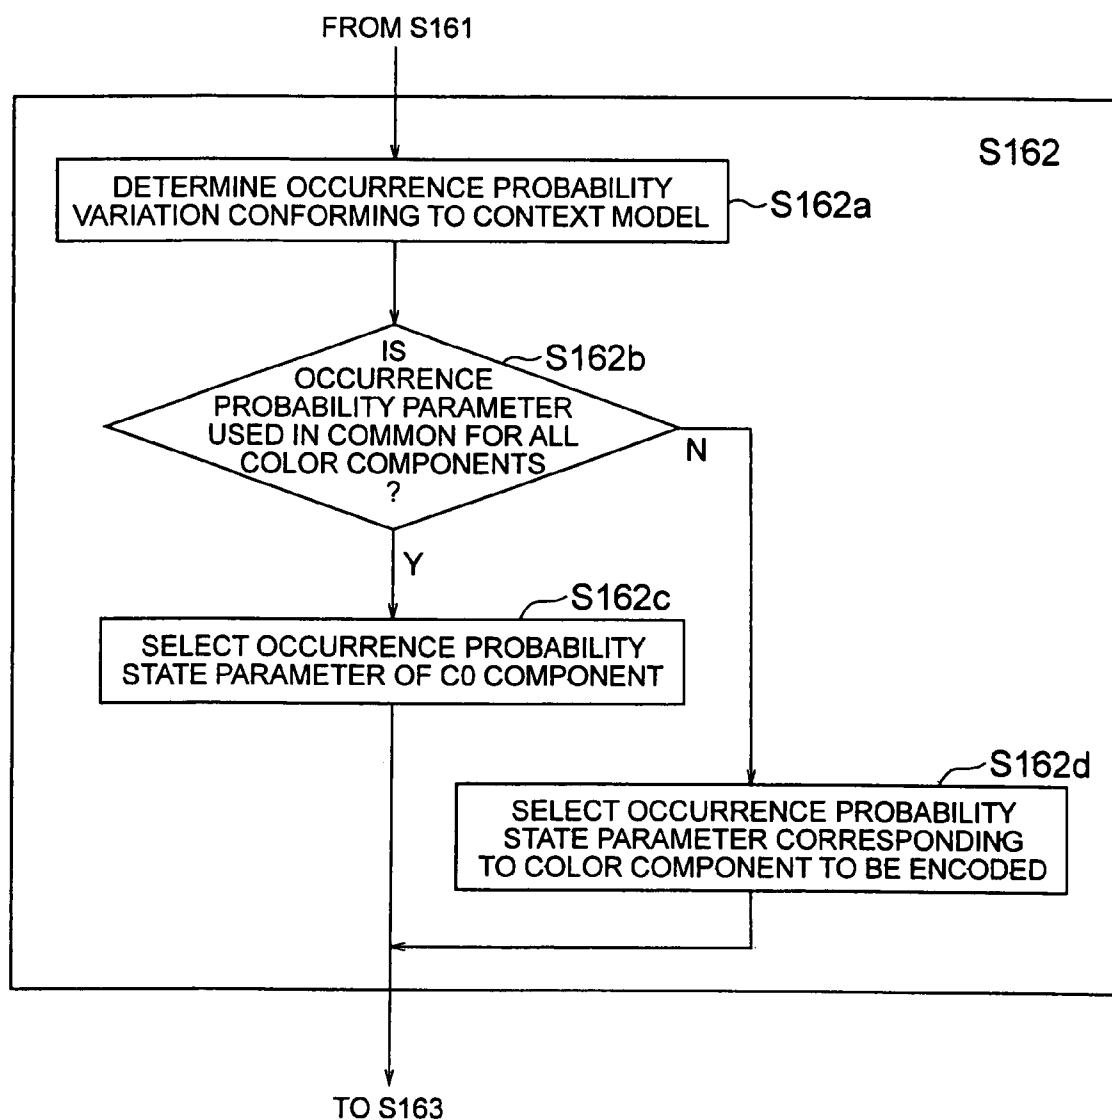 FROM S161
S162
DETERMINE OCCURRENCE PROBABILITY
VARIATION CONFORMING TO CONTEXT MODEL
S162a
IS
OCCURRENCE
PROBABILITY PARAMETER
USED IN COMMON FOR ALL
COLOR COMPONENTS
?
S162b
N
Y
S162c
SELECT OCCURRENCE PROBABILITY
STATE PARAMETER OF C0 COMPONENT
S162d
SELECT OCCURRENCE PROBABILITY
STATE PARAMETER CORRESPONDING
TO COLOR COMPONENT TO BE ENCODED
TO S163